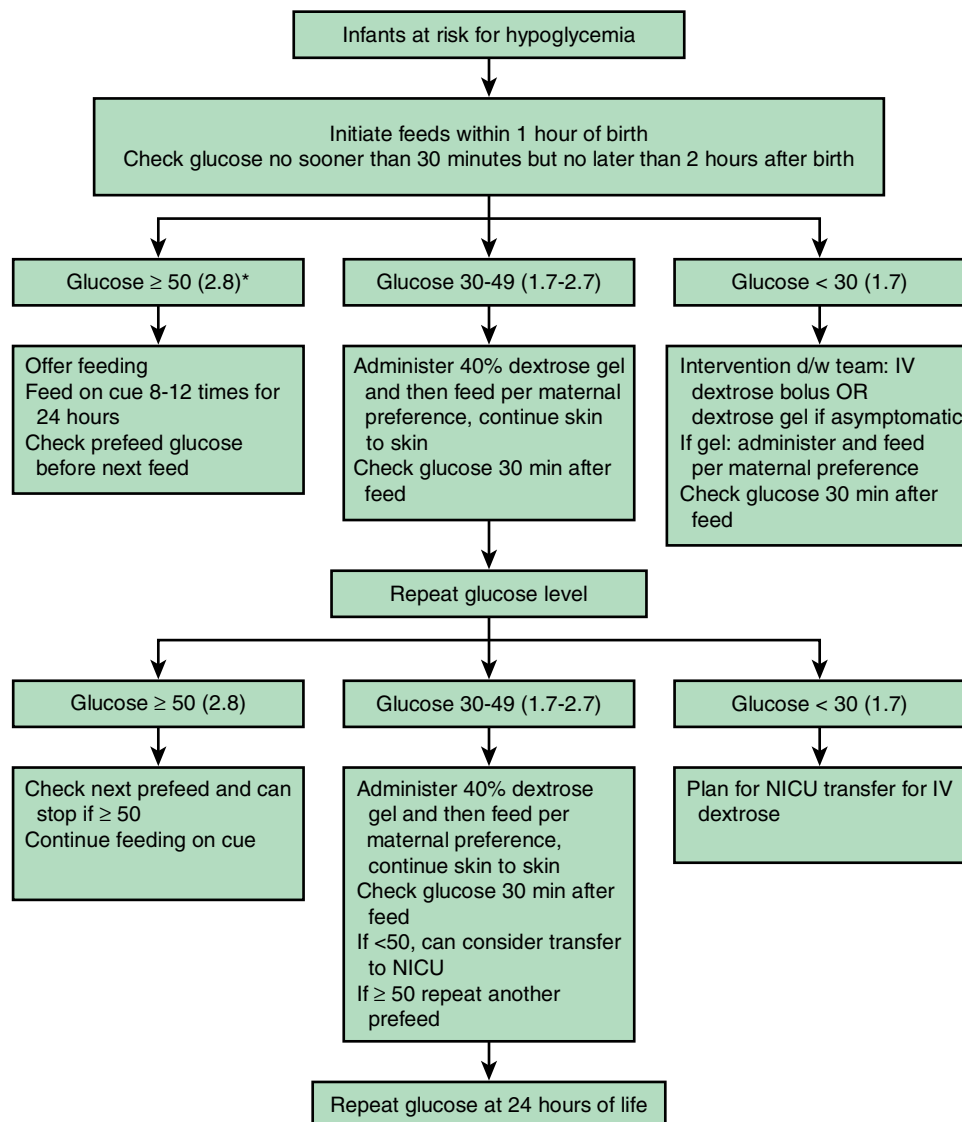 Infants at risk for hypoglycemia
Initiate feeds within 1 hour of birth
Check glucose no sooner than 30 minutes but no later than 2 hours after birth
Glucose ≥ 50 (2.8)*
Offer feeding
Feed on cue 8-12 times for
24 hours
Check prefeed glucose
before next feed
Glucose 30-49 (1.7-2.7)
Administer 40% dextrose gel
and then feed per maternal
preference, continue skin
to skin
Check glucose 30 min after
feed
Glucose < 30 (1.7)
Intervention d/w team: IV
dextrose bolus OR
dextrose gel if asymptomatic
If gel: administer and feed
per maternal preference
Check glucose 30 min after
feed
Repeat glucose level
Glucose ≥ 50 (2.8)
Check next prefeed and can
stop if ≥ 50
Continue feeding on cue
Glucose 30-49 (1.7-2.7)
Administer 40% dextrose
gel and then feed per
maternal preference,
continue skin to skin
Check glucose 30 min after
feed
If <50, can consider transfer
to NICU
If ≥ 50 repeat another
prefeed
Glucose < 30 (1.7)
Plan for NICU transfer for IV
dextrose
Repeat glucose at 24 hours of life